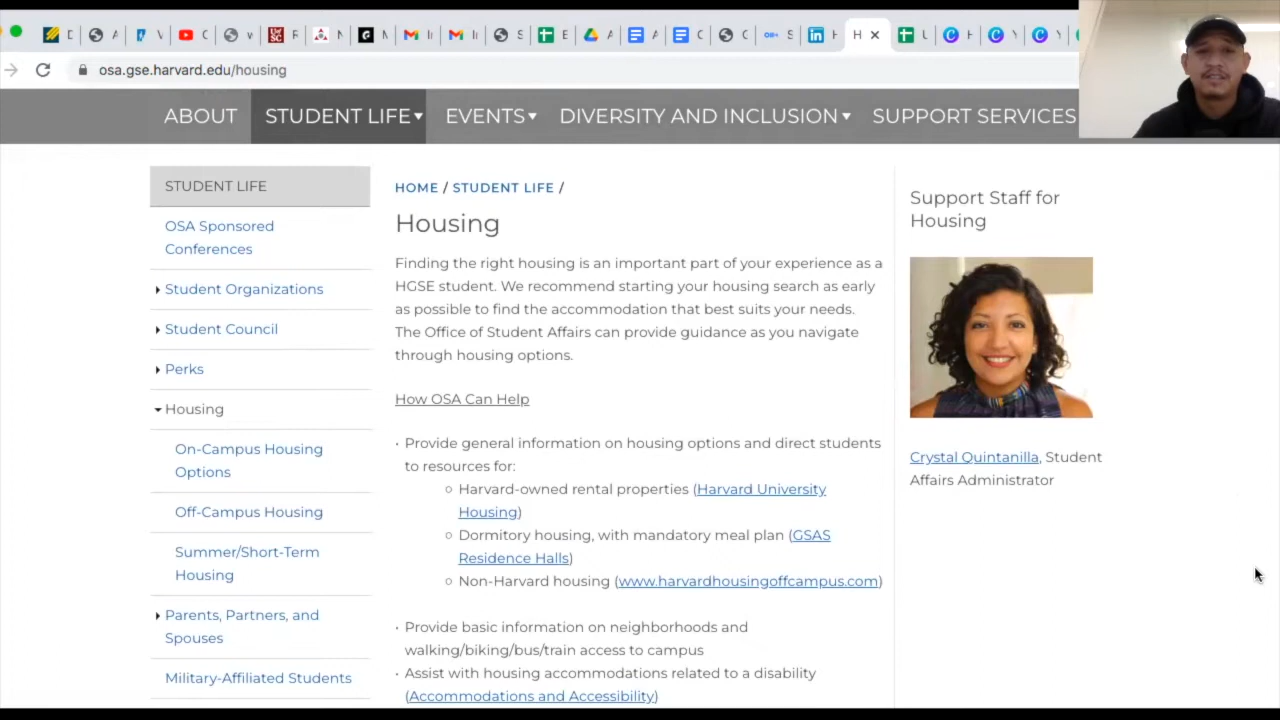 osa.gse.harvard.edu/housing
ABOUT
STUDENT LIFE
EVENTS
DIVERSITY AND INCLUSION
SUPPORT SERVICES
STUDENT LIFE
OSA Sponsored
Conferences
Student Organizations
Student Council
Perks
Housing
On-Campus Housing
Options
Off-Campus Housing
Summer/Short-Term
Housing
Parents, Partners, and
Spouses
Military-Affiliated Students
HOME / STUDENT LIFE /
Housing
Finding the right housing is an important part of your experience as a
HGSE student. We recommend starting your housing search as early
as possible to find the accommodation that best suits your needs.
The Office of Student Affairs can provide guidance as you navigate
through housing options.
How OSA Can Help
· Provide general information on housing options and direct students
to resources for:
Harvard-owned rental properties (Harvard University
Housing)
Dormitory housing, with mandatory meal plan (GSAS
Residence Halls)
Non-Harvard housing (www.harvardhousingoffcampus.com)
· Provide basic information on neighborhoods and
walking/biking/bus/train access to campus
· Assist with housing accommodations related to a disability
(Accommodations and Accessibility)
Support Staff for
Housing
Crystal Quintanilla, Student
Affairs Administrator